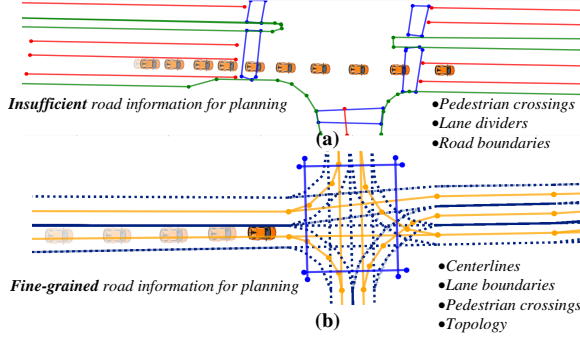 Insufficient road information for planning
(a)
●Pedestrian crossings
●Lane dividers
●Road boundaries
Fine-grained road information for planning
(b)
●Centerlines
●Lane boundaries
●Pedestrian crossings
●Topology